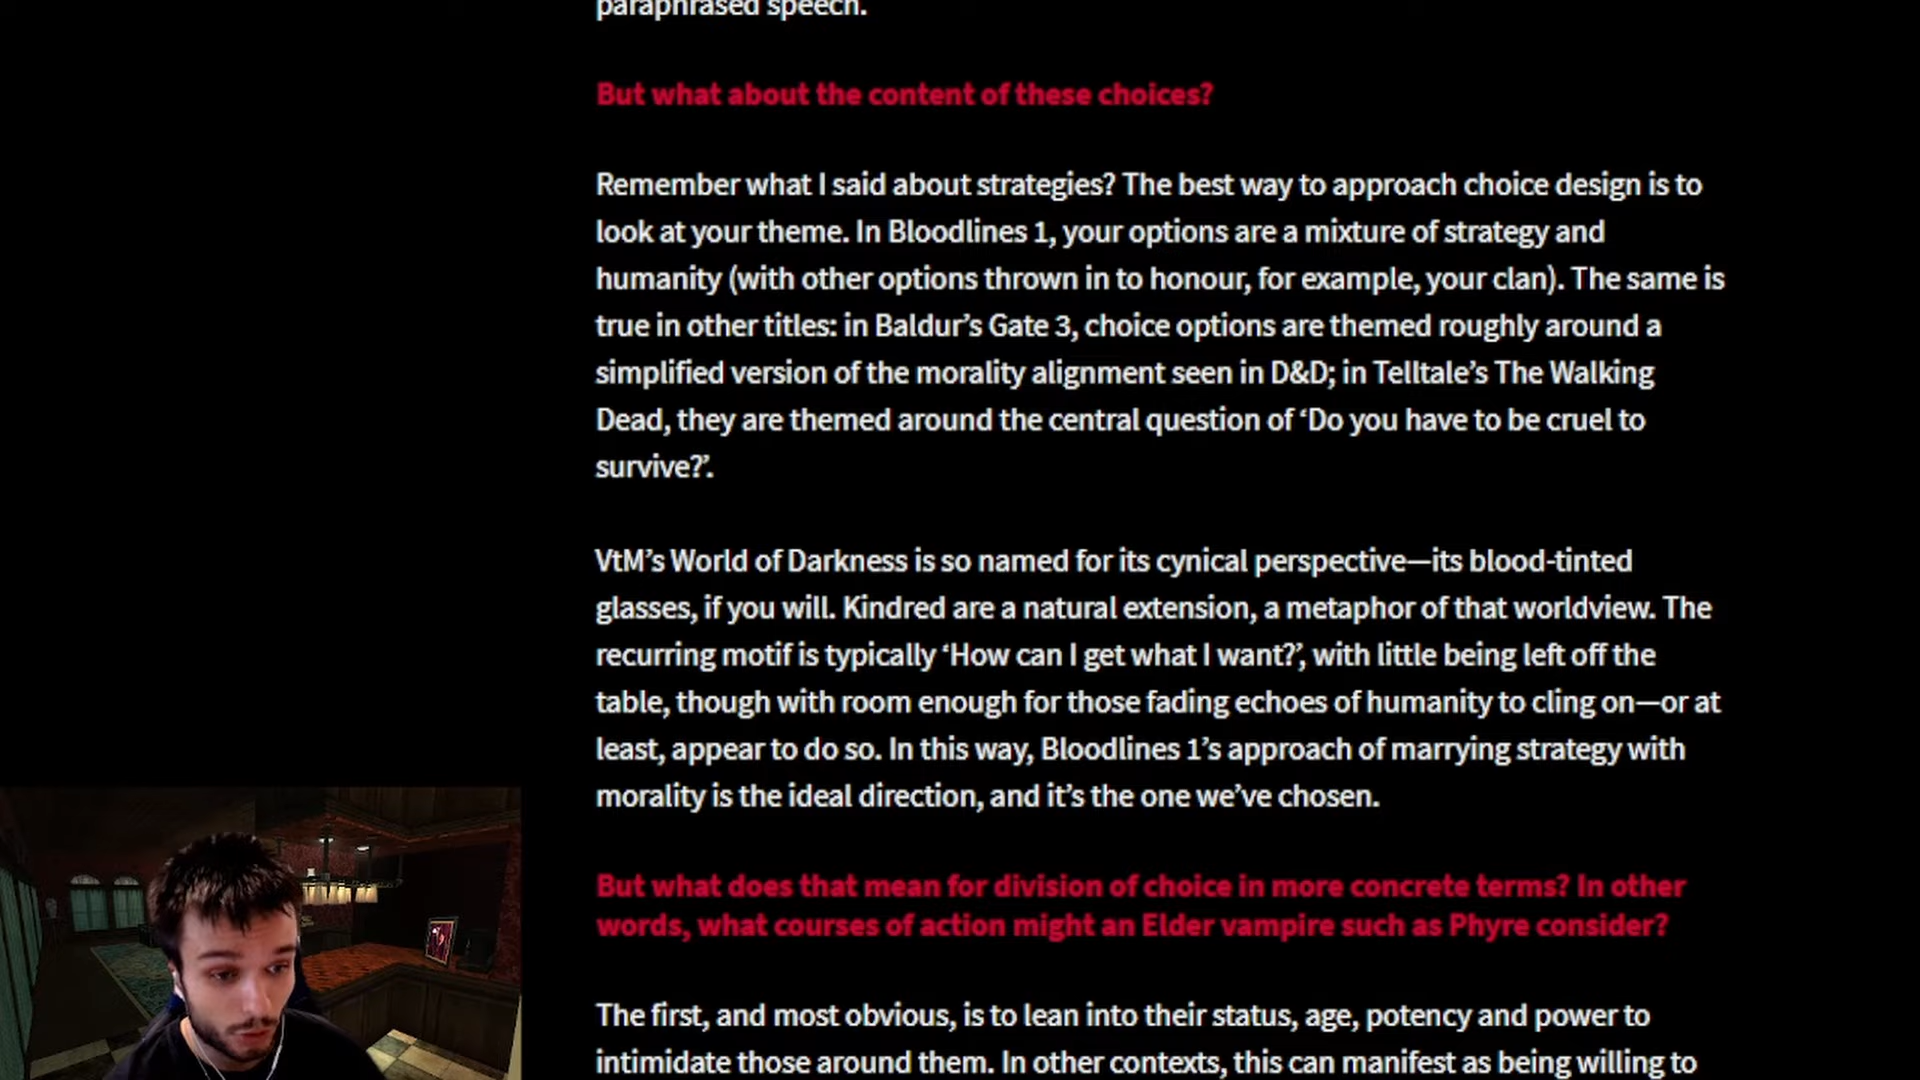 paraphrased speech.
But what about the content of these choices?
Remember what I said about strategies? The best way to approach choice design is to
look at your theme. In Bloodlines 1, your options are a mixture of strategy and
humanity (with other options thrown in to honour, for example, your clan). The same is
true in other titles: in Baldur’s Gate 3, choice options are themed roughly around a
simplified version of the morality alignment seen in D&D; in Telltale’s The Walking
Dead, they are themed around the central question of ‘Do you have to be cruel to
survive?’.
VtM’s World of Darkness is so named for its cynical perspective—its blood-tinted
glasses, if you will. Kindred are a natural extension, a metaphor of that worldview. The
recurring motif is typically ‘How can I get what I want?’, with little being left off the
table, though with room enough for those fading echoes of humanity to cling on—or at
least, appear to do so. In this way, Bloodlines 1’s approach of marrying strategy with
morality is the ideal direction, and it’s the one we’ve chosen.
But what does that mean for division of choice in more concrete terms? In other
words, what courses of action might an Elder vampire such as Phyre consider?
The first, and most obvious, is to lean into their status, age, potency and power to
intimidate those around them. In other contexts, this can manifest as being willing to